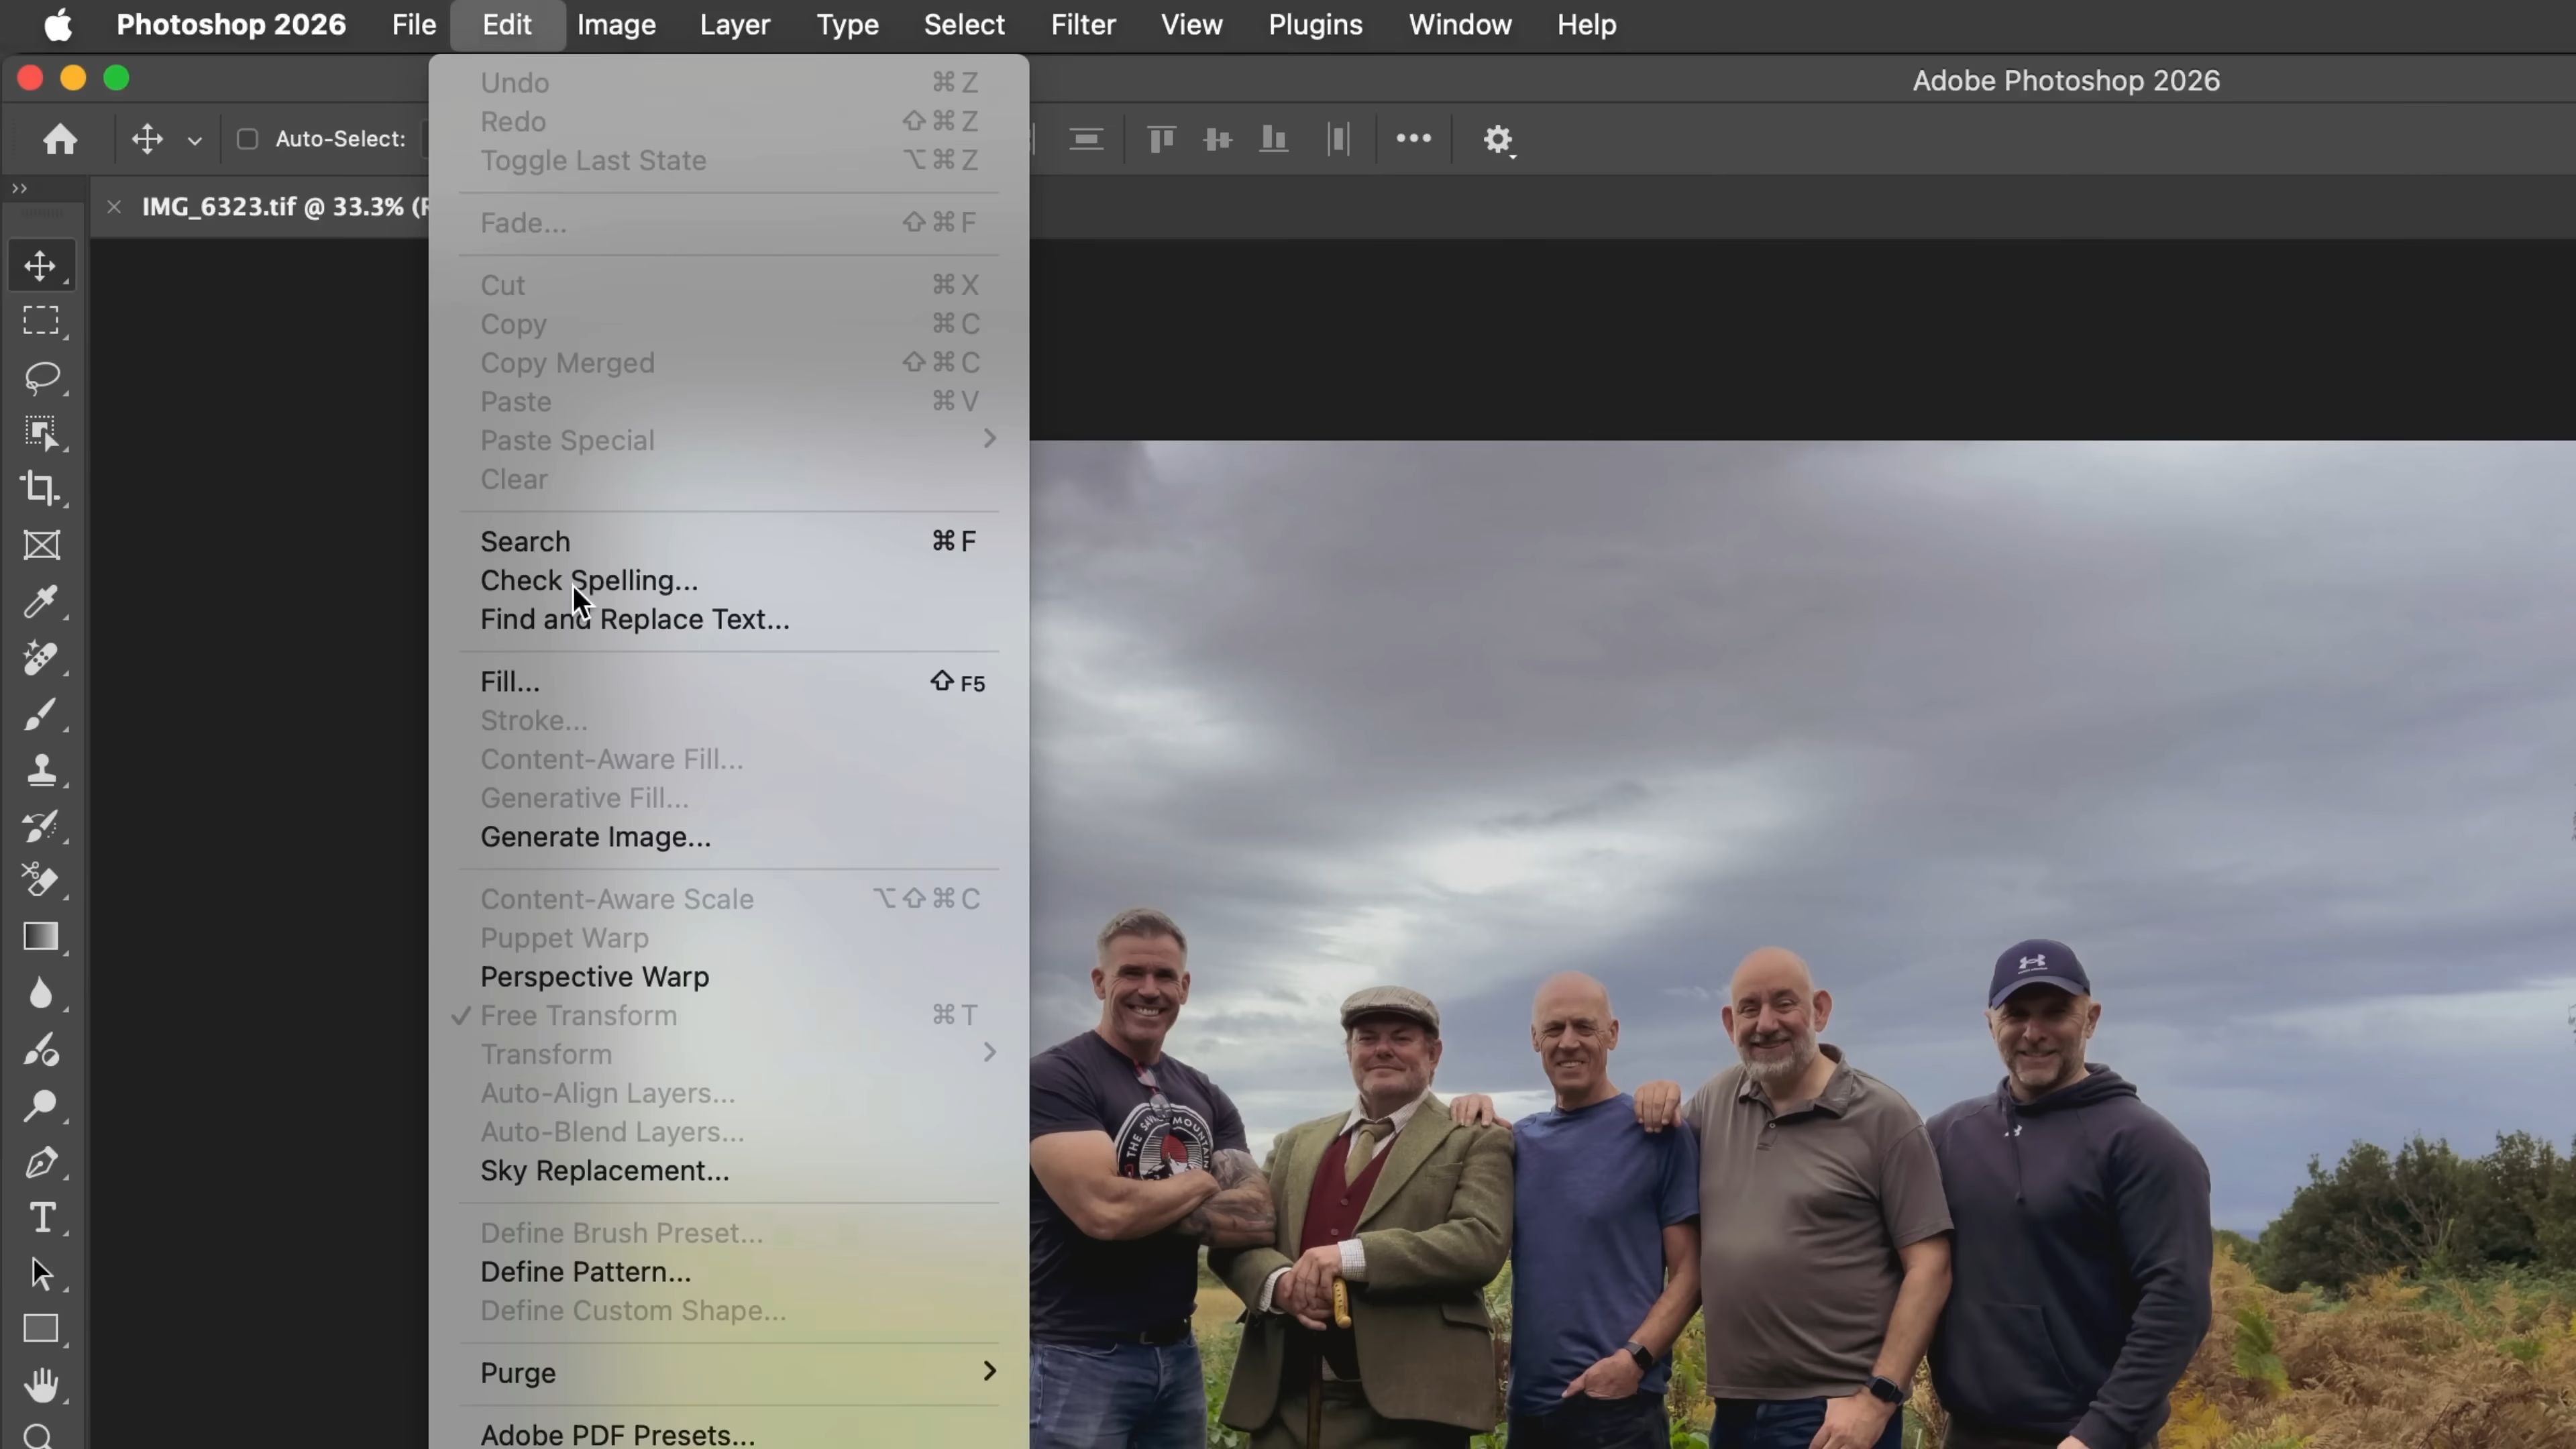 Photoshop 2026 File Edit Image Layer Type Select Filter View Plugins Window Help
Adobe Photoshop 2026
Auto-Select:
IMG_6323.tif @ 33.3% (R
Undo ⌘Z
Redo ⇧⌘Z
Toggle Last State ⌥⌘Z
Fade... ⇧⌘F
Cut ⌘X
Copy ⌘C
Copy Merged ⇧⌘C
Paste ⌘V
Paste Special
Clear
Search ⌘F
Check Spelling...
Find and Replace Text...
Fill... ⇧F5
Stroke...
Content-Aware Fill...
Generative Fill...
Generate Image...
Content-Aware Scale ⌥⇧⌘C
Puppet Warp
Perspective Warp
✓ Free Transform ⌘T
Transform
Auto-Align Layers...
Auto-Blend Layers...
Sky Replacement...
Define Brush Preset...
Define Pattern...
Define Custom Shape...
Purge
Adobe PDF Presets...
THE
MOUNTAIN